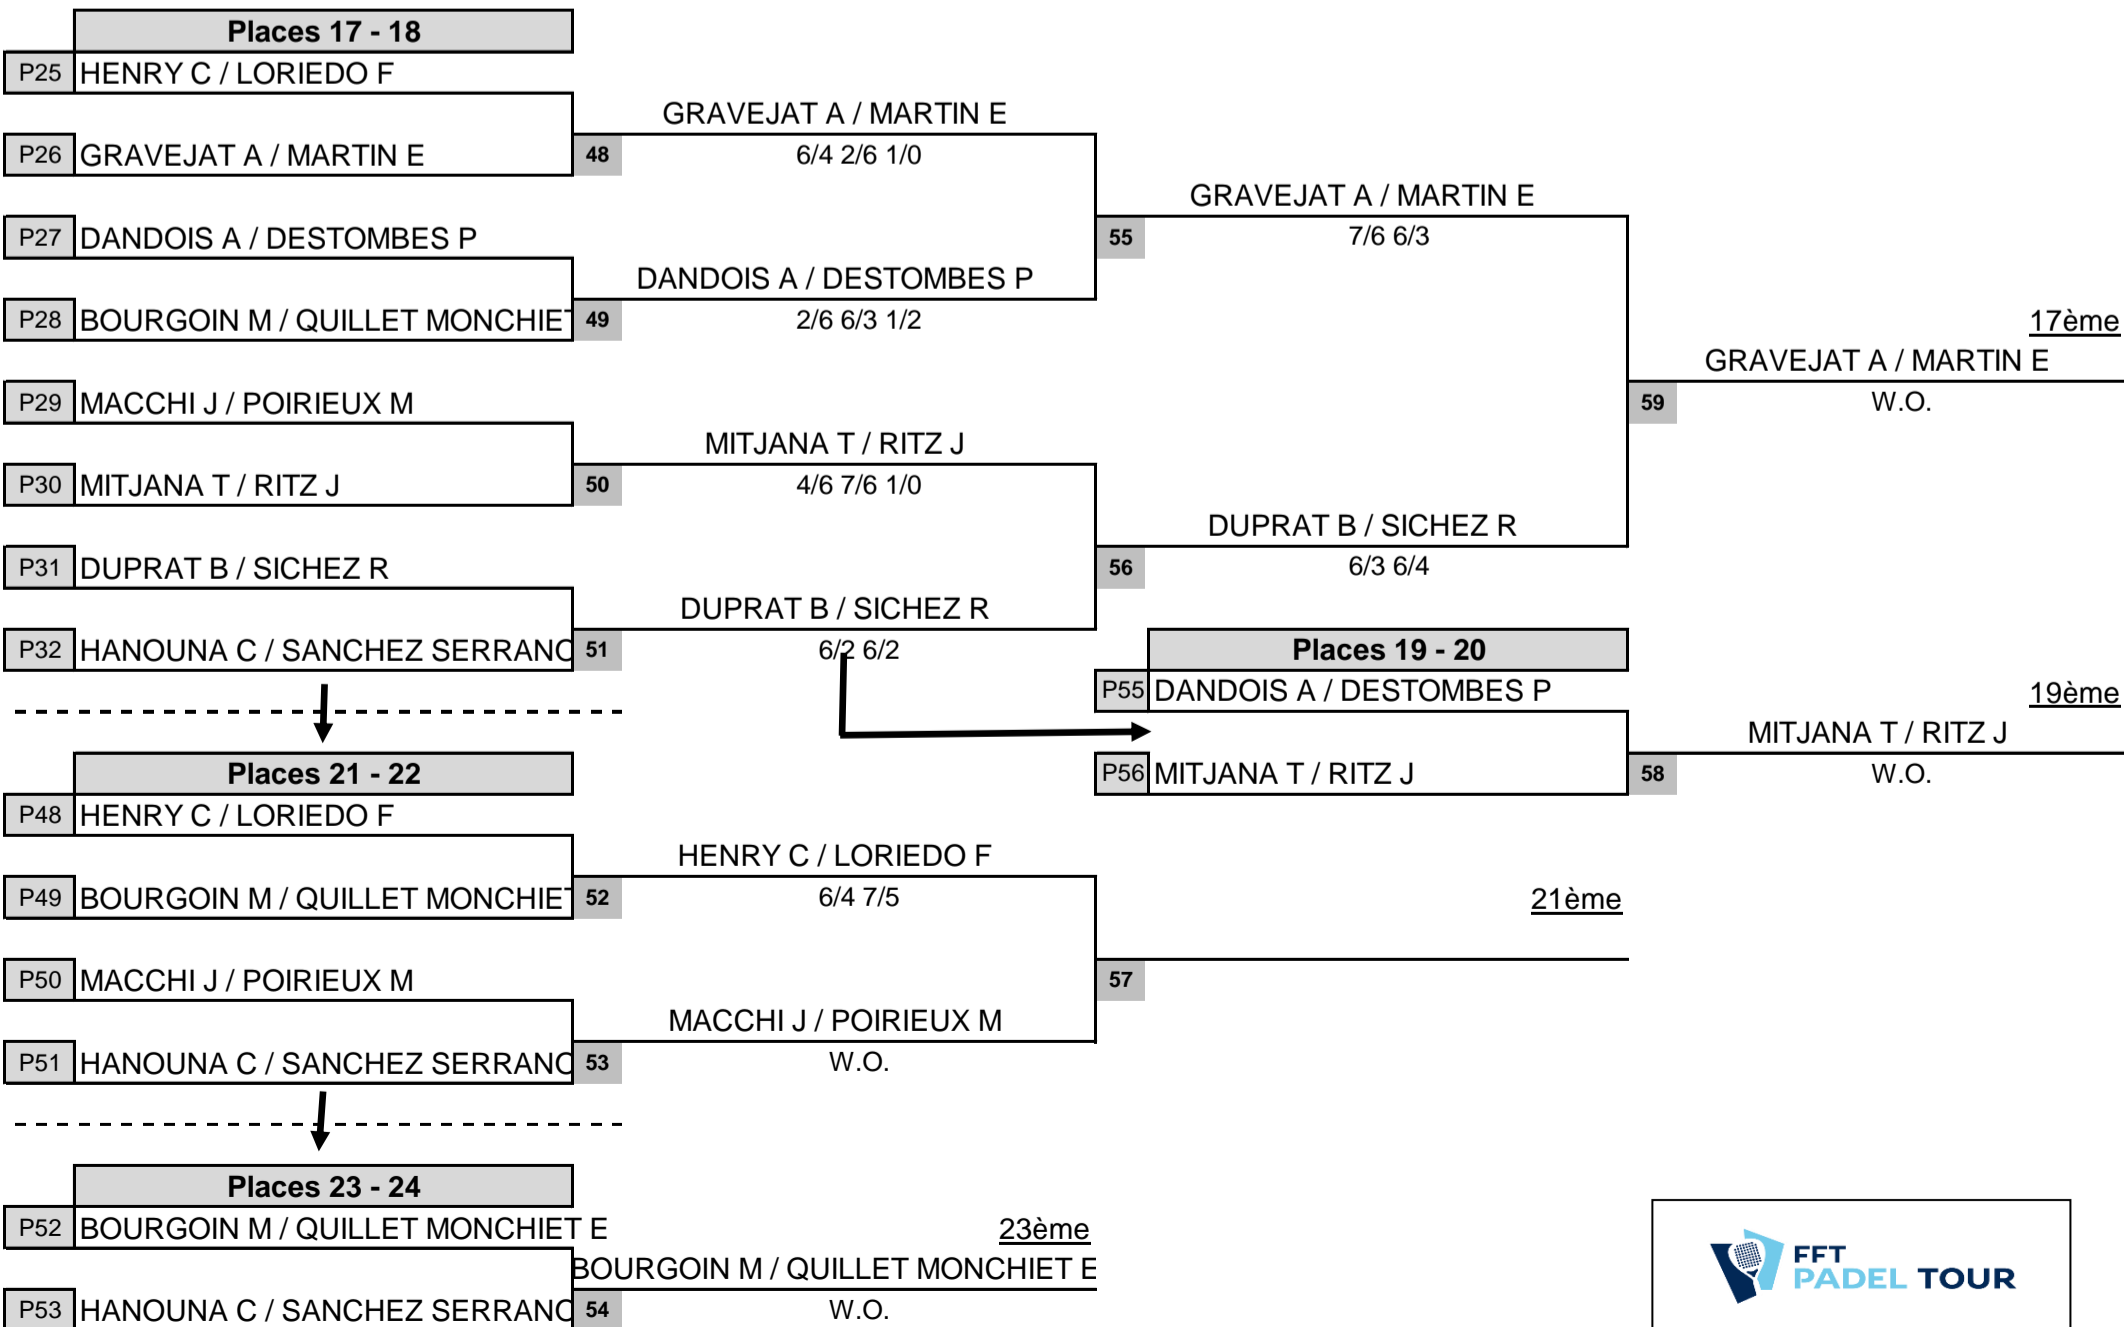 Places 17 - 18
P25 HENRY C / LORIEDO F
GRAVEJAT A / MARTIN E
P26 GRAVEJAT A / MARTIN E 48 6/4 2/6 1/0
GRAVEJAT A / MARTIN E
P27 DANDOIS A / DESTOMBES P 55 7/6 6/3
DANDOIS A / DESTOMBES P
P28 BOURGOIN M / QUILLET MONCHIET 49 2/6 6/3 1/2 17ème
GRAVEJAT A / MARTIN E
P29 MACCHI J / POIRIEUX M 59 W.O.
MITJANA T / RITZ J
P30 MITJANA T / RITZ J 50 4/6 7/6 1/0
DUPRAT B / SICHEZ R
P31 DUPRAT B / SICHEZ R 56 6/3 6/4
DUPRAT B / SICHEZ R
P32 HANOUNA C / SANCHEZ SERRANO 51 6/2 6/2 Places 19 - 20
P55 DANDOIS A / DESTOMBES P 19ème
MITJANA T / RITZ J
Places 21 - 22 P56 MITJANA T / RITZ J 58 W.O.
P48 HENRY C / LORIEDO F
HENRY C / LORIEDO F
P49 BOURGOIN M / QUILLET MONCHIET 52 6/4 7/5 21ème
P50 MACCHI J / POIRIEUX M 57
MACCHI J / POIRIEUX M
P51 HANOUNA C / SANCHEZ SERRANO 53 W.O.
Places 23 - 24
P52 BOURGOIN M / QUILLET MONCHIET E 23ème
BOURGOIN M / QUILLET MONCHIET E
P53 HANOUNA C / SANCHEZ SERRANO 54 W.O.
FFT
PADEL TOUR